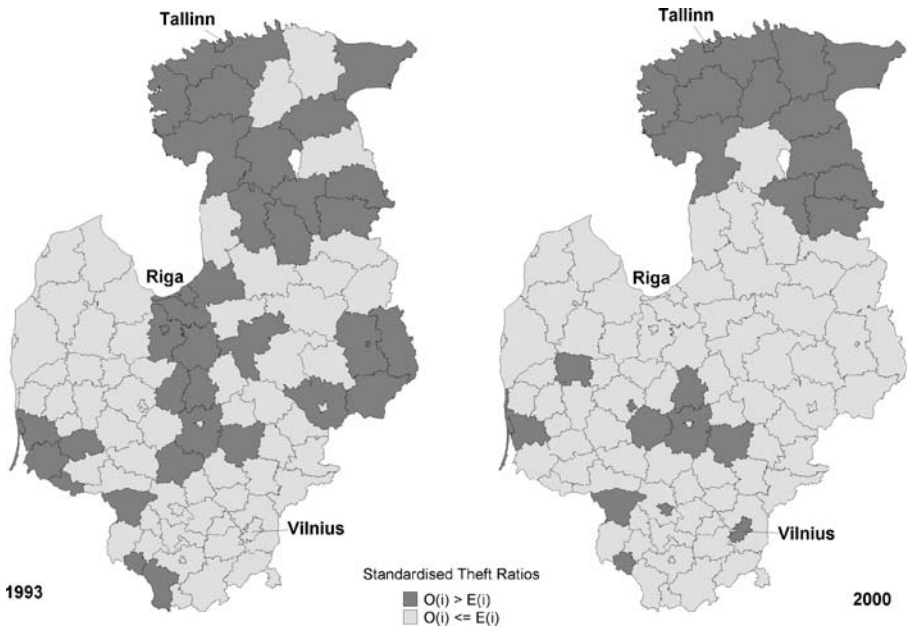 Tallinn
Tallinn
Riga
Riga
Vilnius
Vilnius
Standardised Theft Ratios
O(i) > E(i)
O(i) <= E(i)
1993
2000